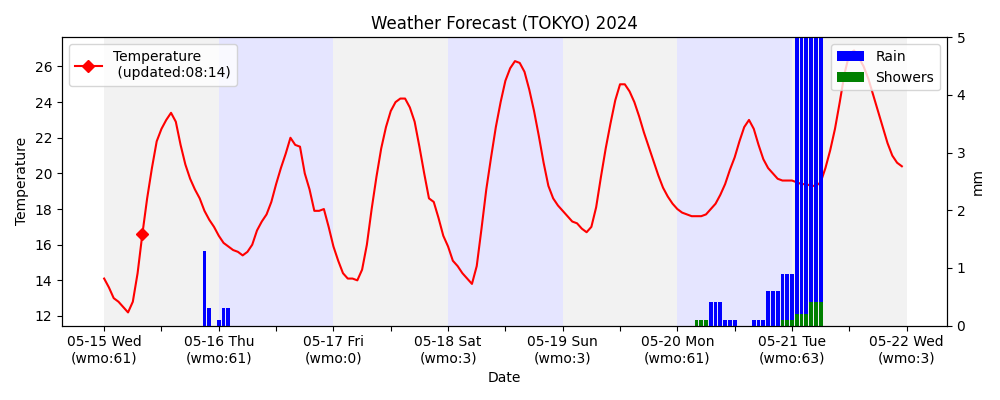 Weather Forecast (TOKYO) 2024
Temperature
(updated:08:14)
Rain
Showers
Temperature
26
24
22
20
18
16
14
12
5
4
3
2
1
0
mm
05-15 Wed
(wmo:61)
05-16 Thu
(wmo:61)
05-17 Fri
(wmo:0)
05-18 Sat
(wmo:3)
05-19 Sun
(wmo:3)
05-20 Mon
(wmo:61)
05-21 Tue
(wmo:63)
05-22 Wed
(wmo:3)
Date